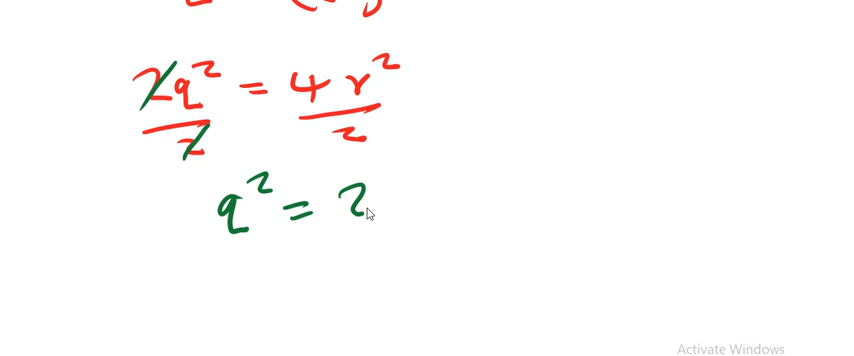 2q² = 4r²
2 2
q² = 2
Activate Windows